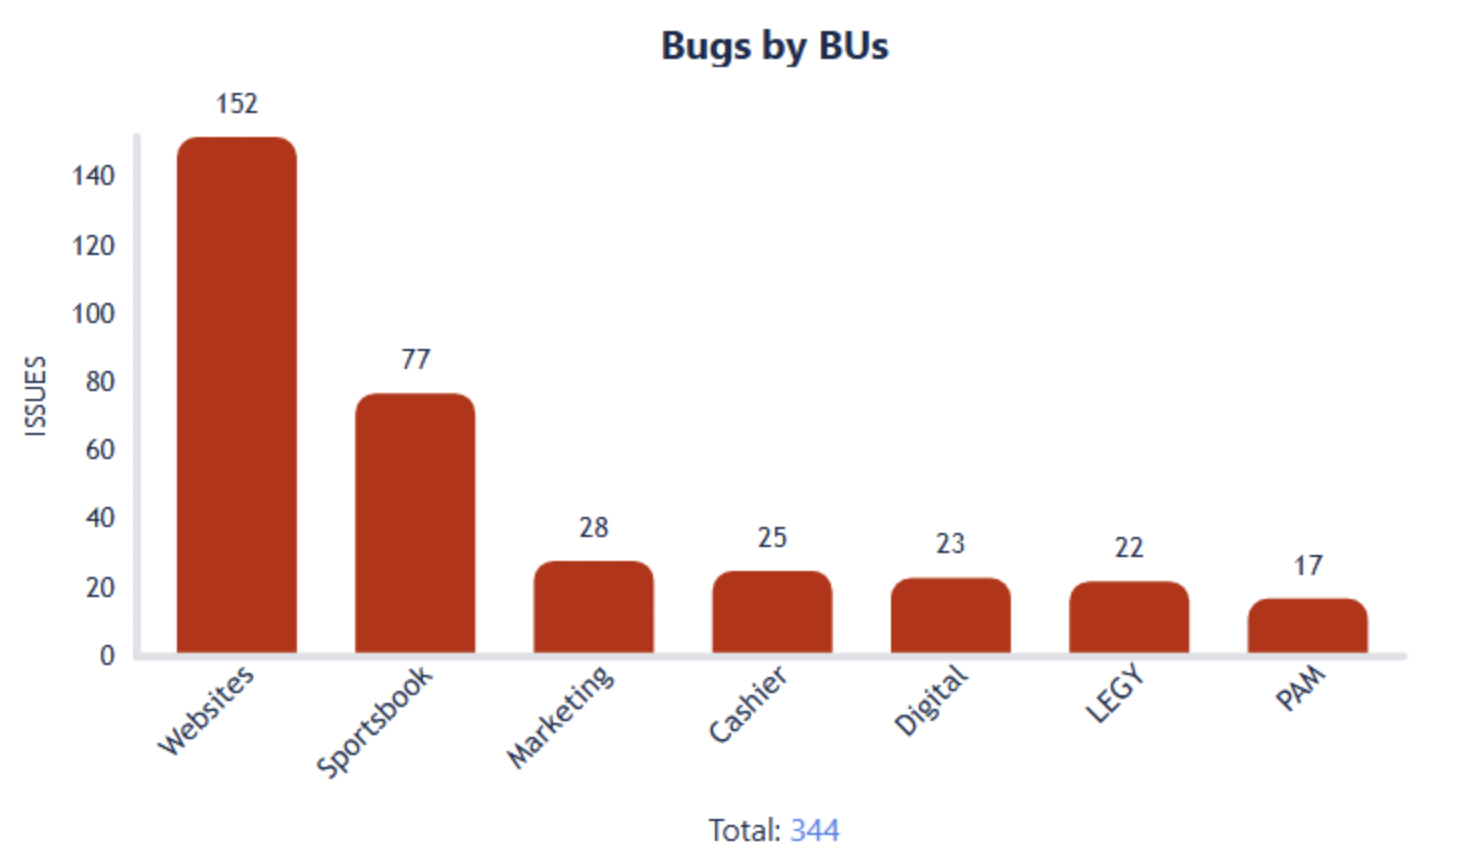 Bugs by BUs
152
140
120
100
80
60
40
20
0
ISSUES
77
28
25
23
22
17
Websites
Sportsbook
Marketing
Cashier
Digital
LEGY
PAM
Total: 344